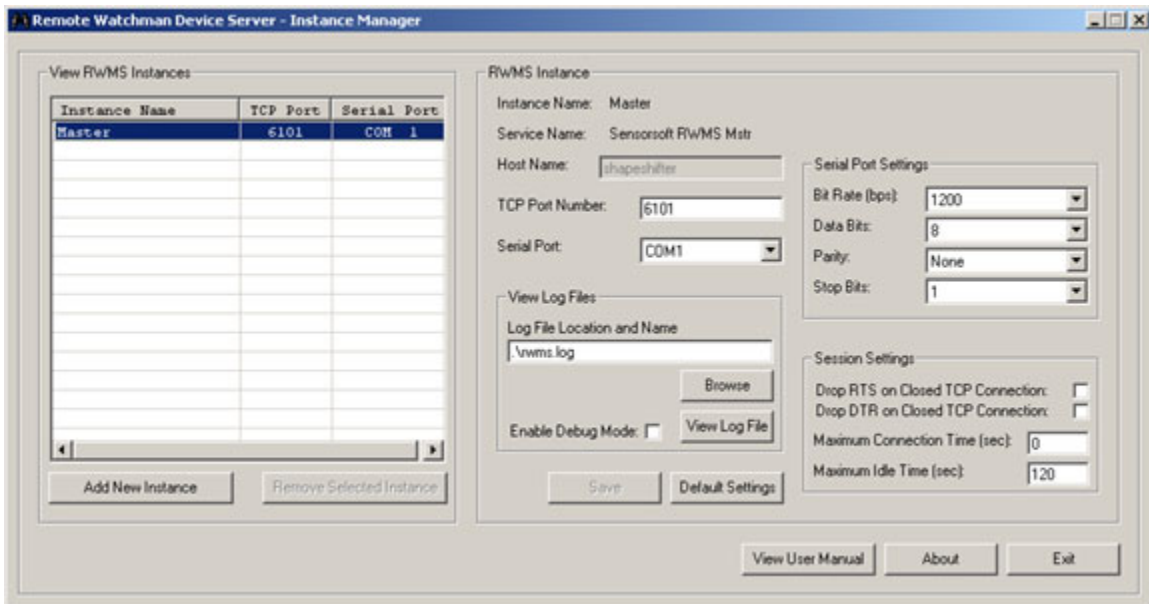 Remote Watchman Device Server - Instance Manager
View RWMS Instances
Instance Name TCP Port Serial Port
Master 6101 COM 1
Add New Instance Remove Selected Instance
RWMS Instance
Instance Name: Master
Service Name: Sensorsoft RWMS Mstr
Host Name: shapeshifter
TCP Port Number: 6101
Serial Port: COM1
View Log Files
Log File Location and Name
.\rwms.log
Browse
Enable Debug Mode: View Log File
Save Default Settings
Serial Port Settings
Bit Rate (bps): 1200
Data Bits: 8
Parity: None
Stop Bits: 1
Session Settings
Drop RTS on Closed TCP Connection:
Drop DTR on Closed TCP Connection:
Maximum Connection Time (sec): 0
Maximum Idle Time (sec): 120
View User Manual About Exit